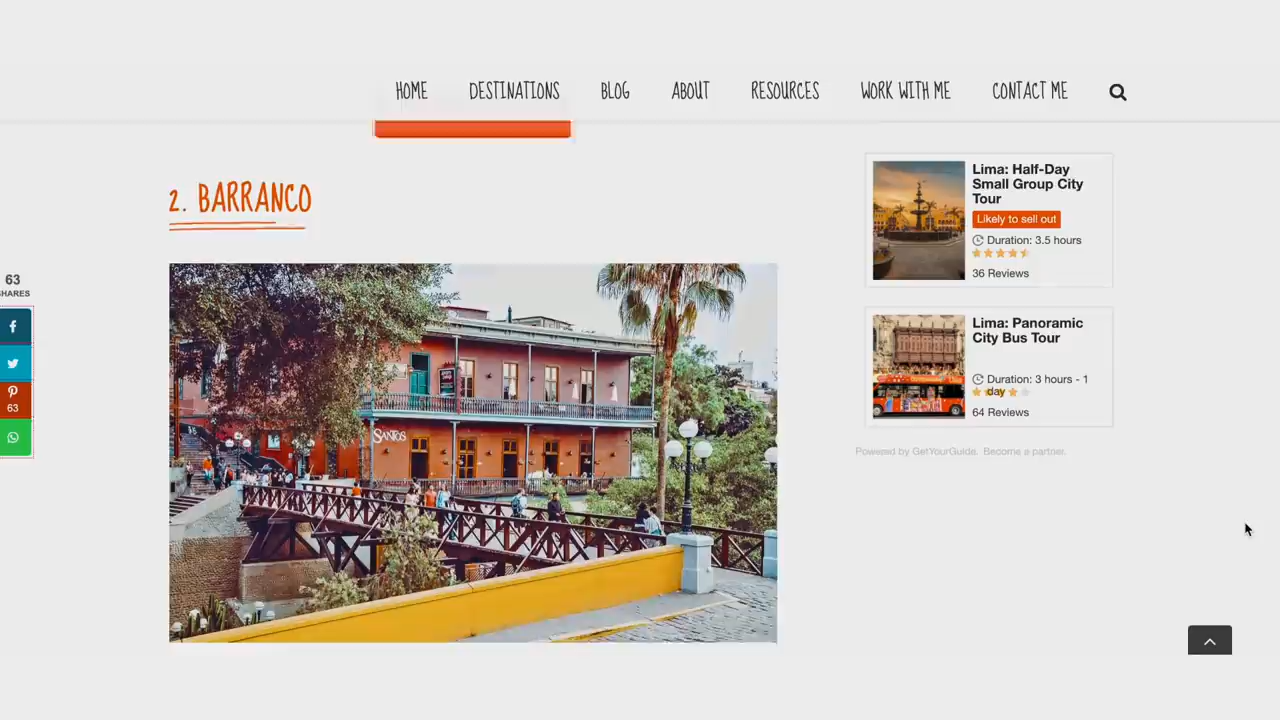 HOME DESTINATIONS BLOG ABOUT RESOURCES WORK WITH ME CONTACT ME
2. BARRANCO
63
SHARES
63
SANTOS
Lima: Half-Day
Small Group City
Tour
Likely to sell out
Duration: 3.5 hours
36 Reviews
Lima: Panoramic
City Bus Tour
Duration: 3 hours - 1
day
64 Reviews
Powered by GetYourGuide. Become a partner.